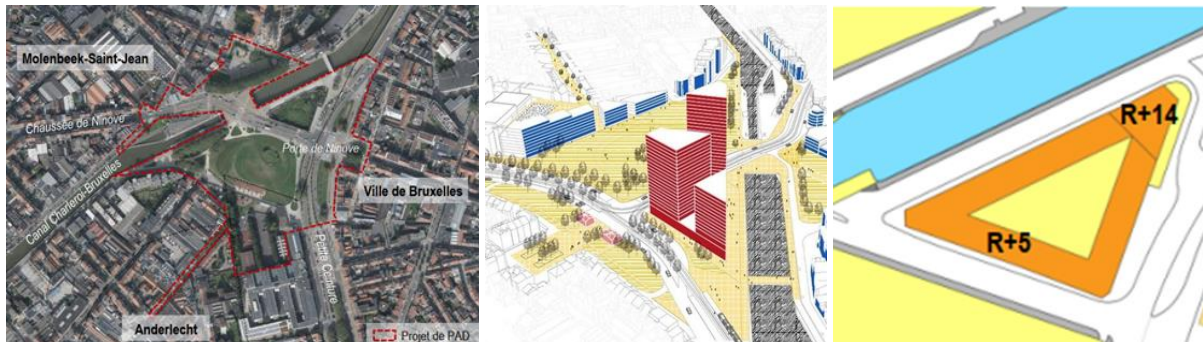 Molenbeek-Saint-Jean
Chaussée de Ninove
Porte de Ninove
Ville de Bruxelles
Canal Charleroi-Bruxelles
Petite Ceinture
Anderlecht
Projet de PAD
R+14
R+5